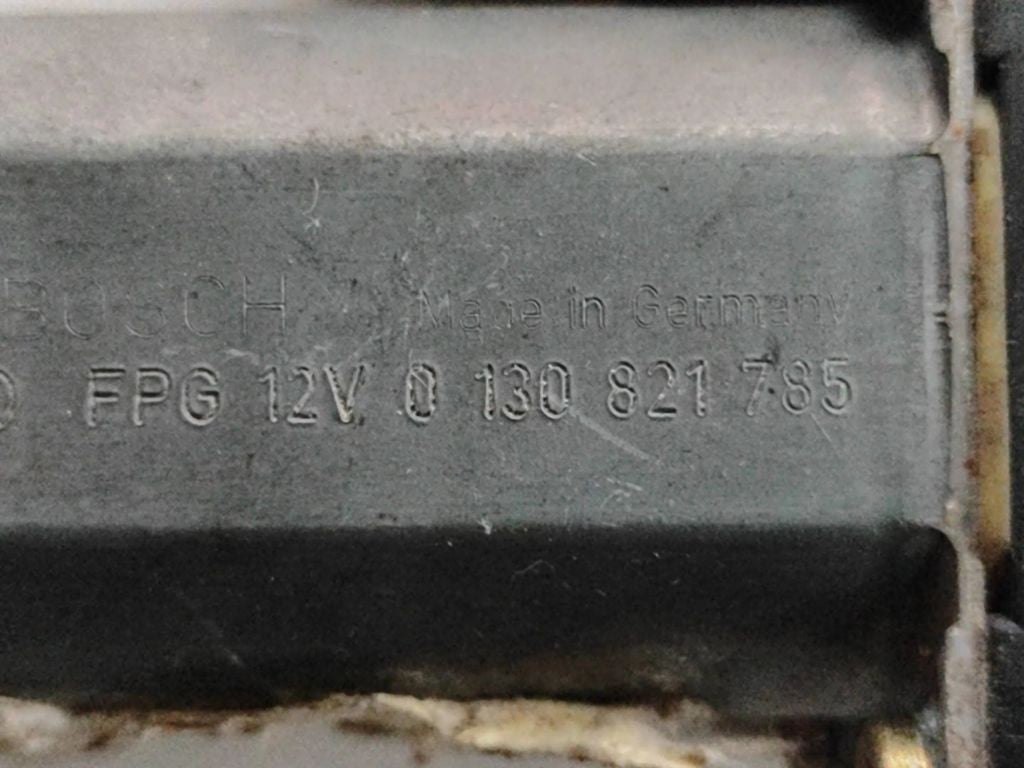 BOSCH Made in Germany
FPG 12V 0 130 821 785